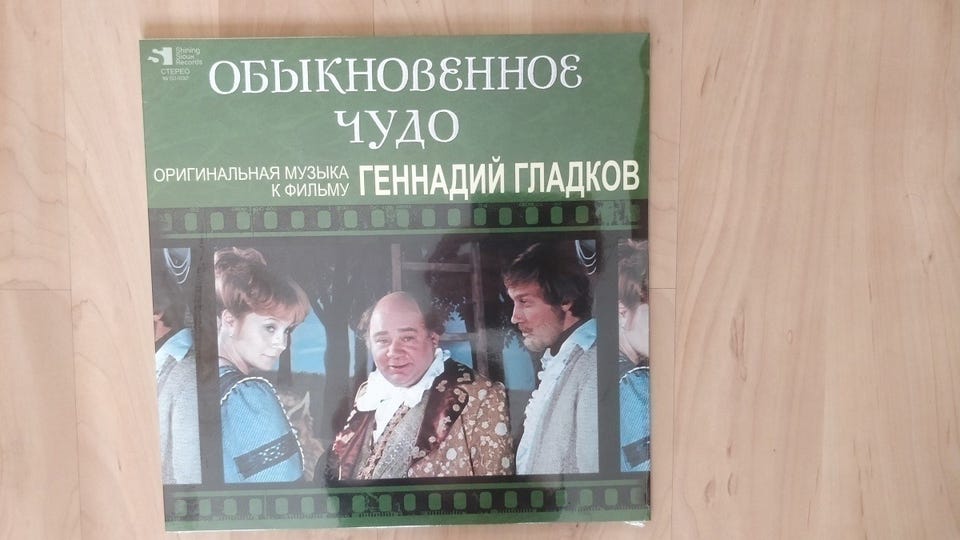 Shining
Sioux
Records
СТЕРЕО
ОБЫКНОВЕННОЕ
ЧУДО
ОРИГИНАЛЬНАЯ МУЗЫКА
К ФИЛЬМУ
ГЕННАДИЙ ГЛАДКОВ